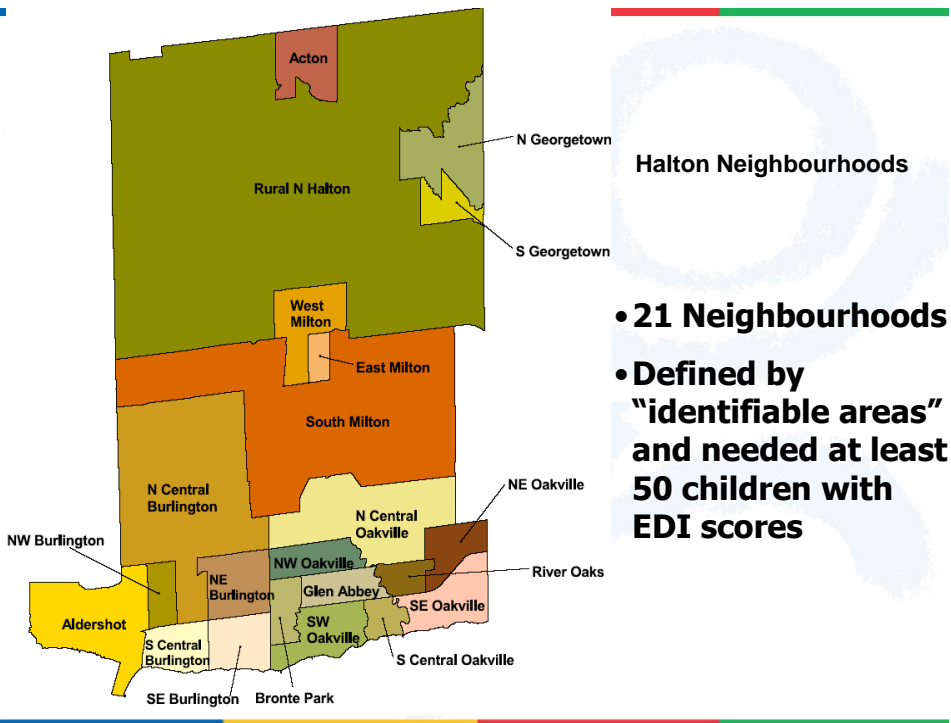 Acton
N Georgetown
Rural N Halton
S Georgetown
West
Milton
East Milton
South Milton
N Central
Burlington
NE Oakville
N Central
Oakville
NW Burlington
NW Oakville
River Oaks
NE
Burlington
Glen Abbey
SE Oakville
Aldershot
SW
Oakville
S Central
Burlington
S Central Oakville
SE Burlington
Bronte Park
Halton Neighbourhoods
•21 Neighbourhoods
•Defined by
“identifiable areas”
and needed at least
50 children with
EDI scores